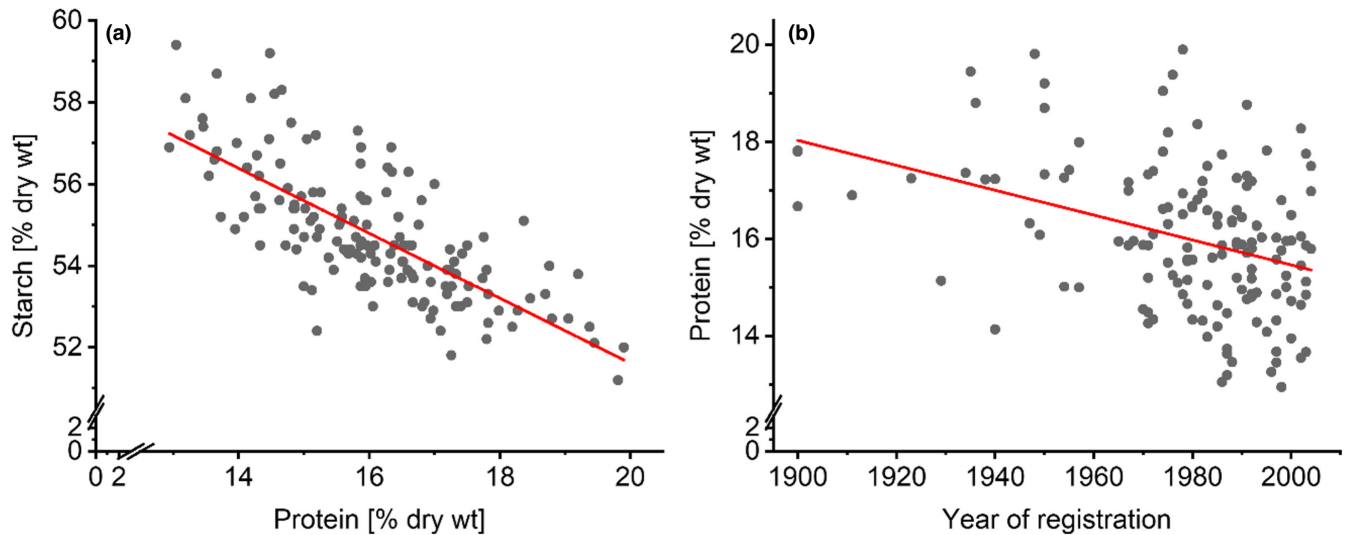 (a)
Starch [% dry wt]
60
58
56
54
52
2
0
0 2 14 16 18 20
Protein [% dry wt]
(b)
Protein [% dry wt]
20
18
16
14
2
0
1900 1920 1940 1960 1980 2000
Year of registration